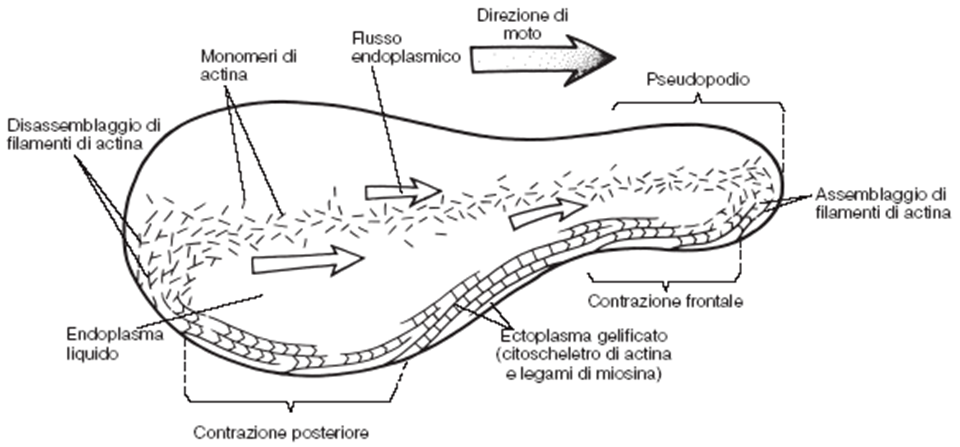 Direzione di
moto
Flusso
endoplasmico
Monomeri di
actina
Pseudopodio
Disassemblaggio di
filamenti di actina
Assemblaggio di
filamenti di actina
Contrazione frontale
Endoplasma
liquido
Ectoplasma gelificato
(citoscheletro di actina
e legami di miosina)
Contrazione posteriore